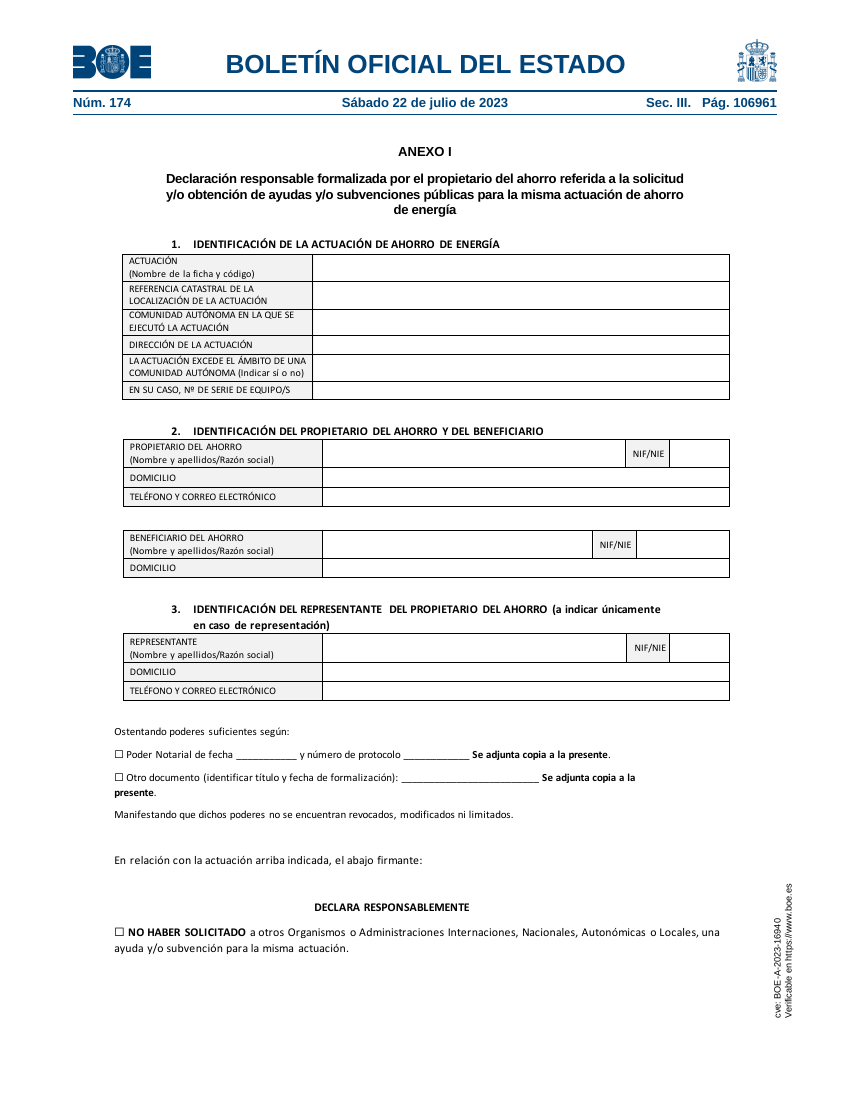 BOE
BOLETÍN OFICIAL DEL ESTADO
Núm. 174
Sábado 22 de julio de 2023
Sec. III. Pág. 106961
ANEXO I
Declaración responsable formalizada por el propietario del ahorro referida a la solicitud
y/o obtención de ayudas y/o subvenciones públicas para la misma actuación de ahorro
de energía
1. IDENTIFICACIÓN DE LA ACTUACIÓN DE AHORRO DE ENERGÍA
ACTUACIÓN
(Nombre de la ficha y código)
REFERENCIA CATASTRAL DE LA
LOCALIZACIÓN DE LA ACTUACIÓN
COMUNIDAD AUTÓNOMA EN LA QUE SE
EJECUTÓ LA ACTUACIÓN
DIRECCIÓN DE LA ACTUACIÓN
LA ACTUACIÓN EXCEDE EL ÁMBITO DE UNA
COMUNIDAD AUTÓNOMA (Indicar sí o no)
EN SU CASO, Nº DE SERIE DE EQUIPO/S
2. IDENTIFICACIÓN DEL PROPIETARIO DEL AHORRO Y DEL BENEFICIARIO
PROPIETARIO DEL AHORRO
(Nombre y apellidos/Razón social)
NIF/NIE
DOMICILIO
TELÉFONO Y CORREO ELECTRÓNICO
BENEFICIARIO DEL AHORRO
(Nombre y apellidos/Razón social)
NIF/NIE
DOMICILIO
3. IDENTIFICACIÓN DEL REPRESENTANTE DEL PROPIETARIO DEL AHORRO (a indicar únicamente
en caso de representación)
REPRESENTANTE
(Nombre y apellidos/Razón social)
NIF/NIE
DOMICILIO
TELÉFONO Y CORREO ELECTRÓNICO
Ostentando poderes suficientes según:
☐ Poder Notarial de fecha ___________ y número de protocolo ____________ Se adjunta copia a la presente.
☐ Otro documento (identificar título y fecha de formalización): _________________________ Se adjunta copia a la
presente.
Manifestando que dichos poderes no se encuentran revocados, modificados ni limitados.
En relación con la actuación arriba indicada, el abajo firmante:
DECLARA RESPONSABLEMENTE
☐ NO HABER SOLICITADO a otros Organismos o Administraciones Internaciones, Nacionales, Autonómicas o Locales, una
ayuda y/o subvención para la misma actuación.
cve: BOE-A-2023-16940
Verificable en https://www.boe.es